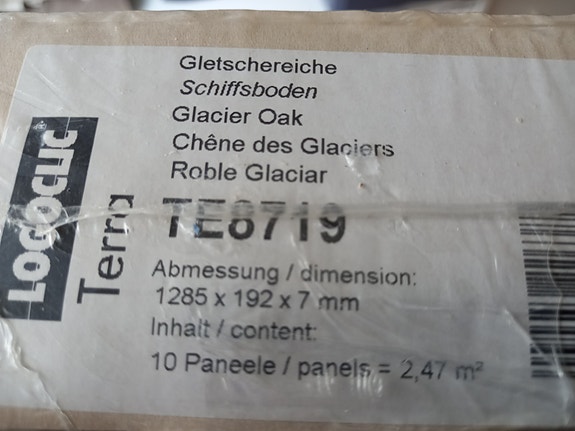 Gletschereiche
Schiffsboden
Glacier Oak
Chêne des Glaciers
Roble Glaciar
TE8719
Abmessung / dimension:
1285 x 192 x 7 mm
Inhalt / content:
10 Paneele / panels = 2,47 m²
LOGOCLIC
Terra